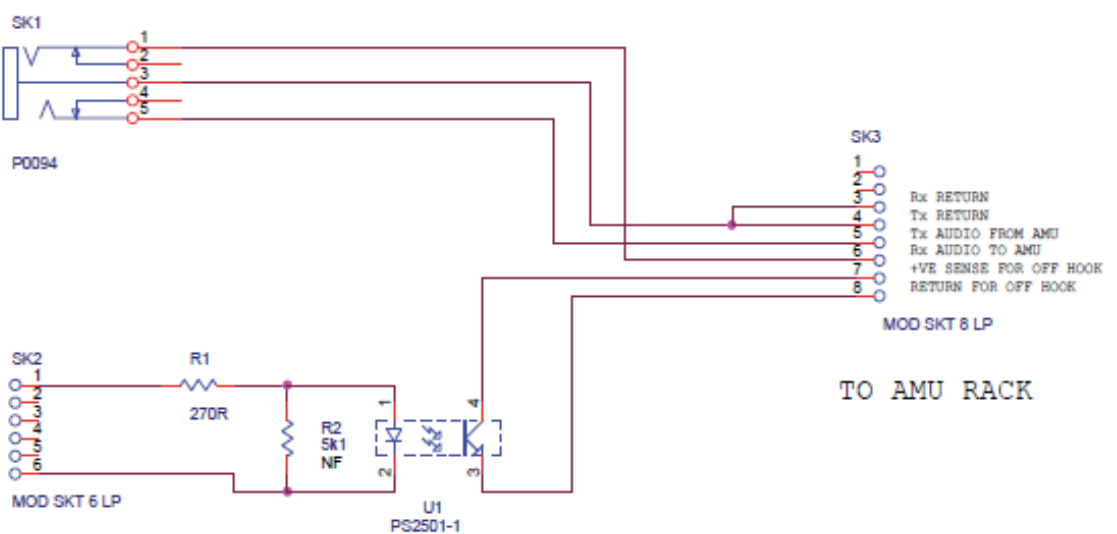 SK1
1
2
3
4
5
P0094
SK3
1
2
3
4
5
6
7
8
Rx RETURN
Tx RETURN
Tx AUDIO FROM AMU
Rx AUDIO TO AMU
+VE SENSE FOR OFF HOOK
RETURN FOR OFF HOOK
MOD SKT 8 LP
TO AMU RACK
SK2
1
2
3
4
5
6
MOD SKT 6 LP
R1
270R
R2
5k1
NF
1
2
4
3
U1
PS2501-1